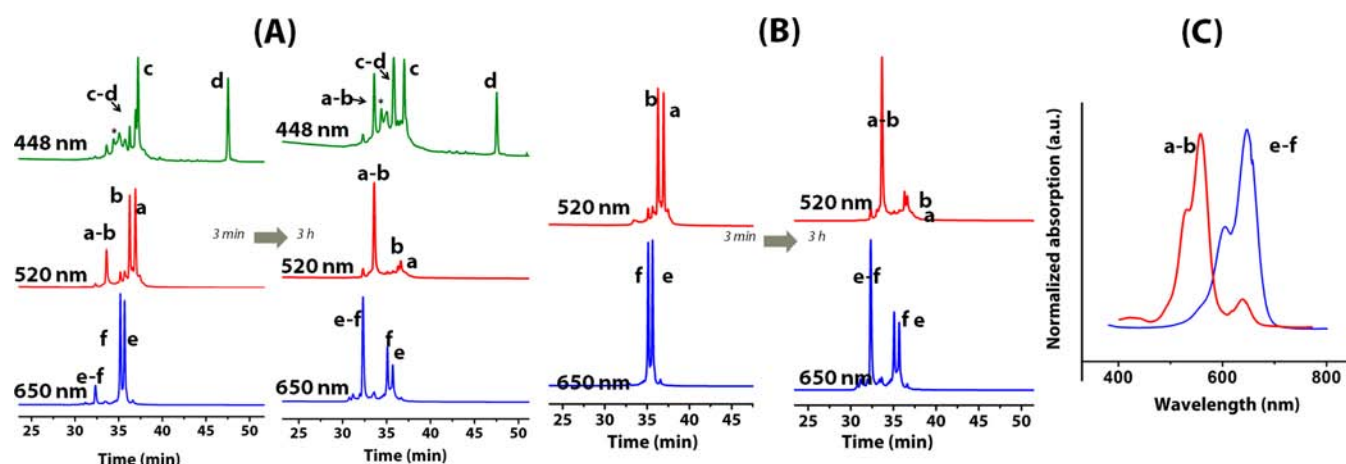 (A)
(B)
(C)
448 nm
c-d
*
c
d
520 nm
a-b
b
a
650 nm
e-f
f
e
25 30 35 40 45 50
Time (min)
3 min
3 h
448 nm
a-b
*
c-d
c
d
520 nm
a-b
b
a
650 nm
e-f
f
e
25 30 35 40 45 50
Time (min)
520 nm
b
a
650 nm
f
e
25 30 35 40 45
Time (min)
3 min
3 h
520 nm
a-b
b
a
650 nm
e-f
f e
25 30 35 40 45 50
Time (min)
Normalized absorption (a.u.)
a-b
e-f
400 600 800
Wavelength (nm)